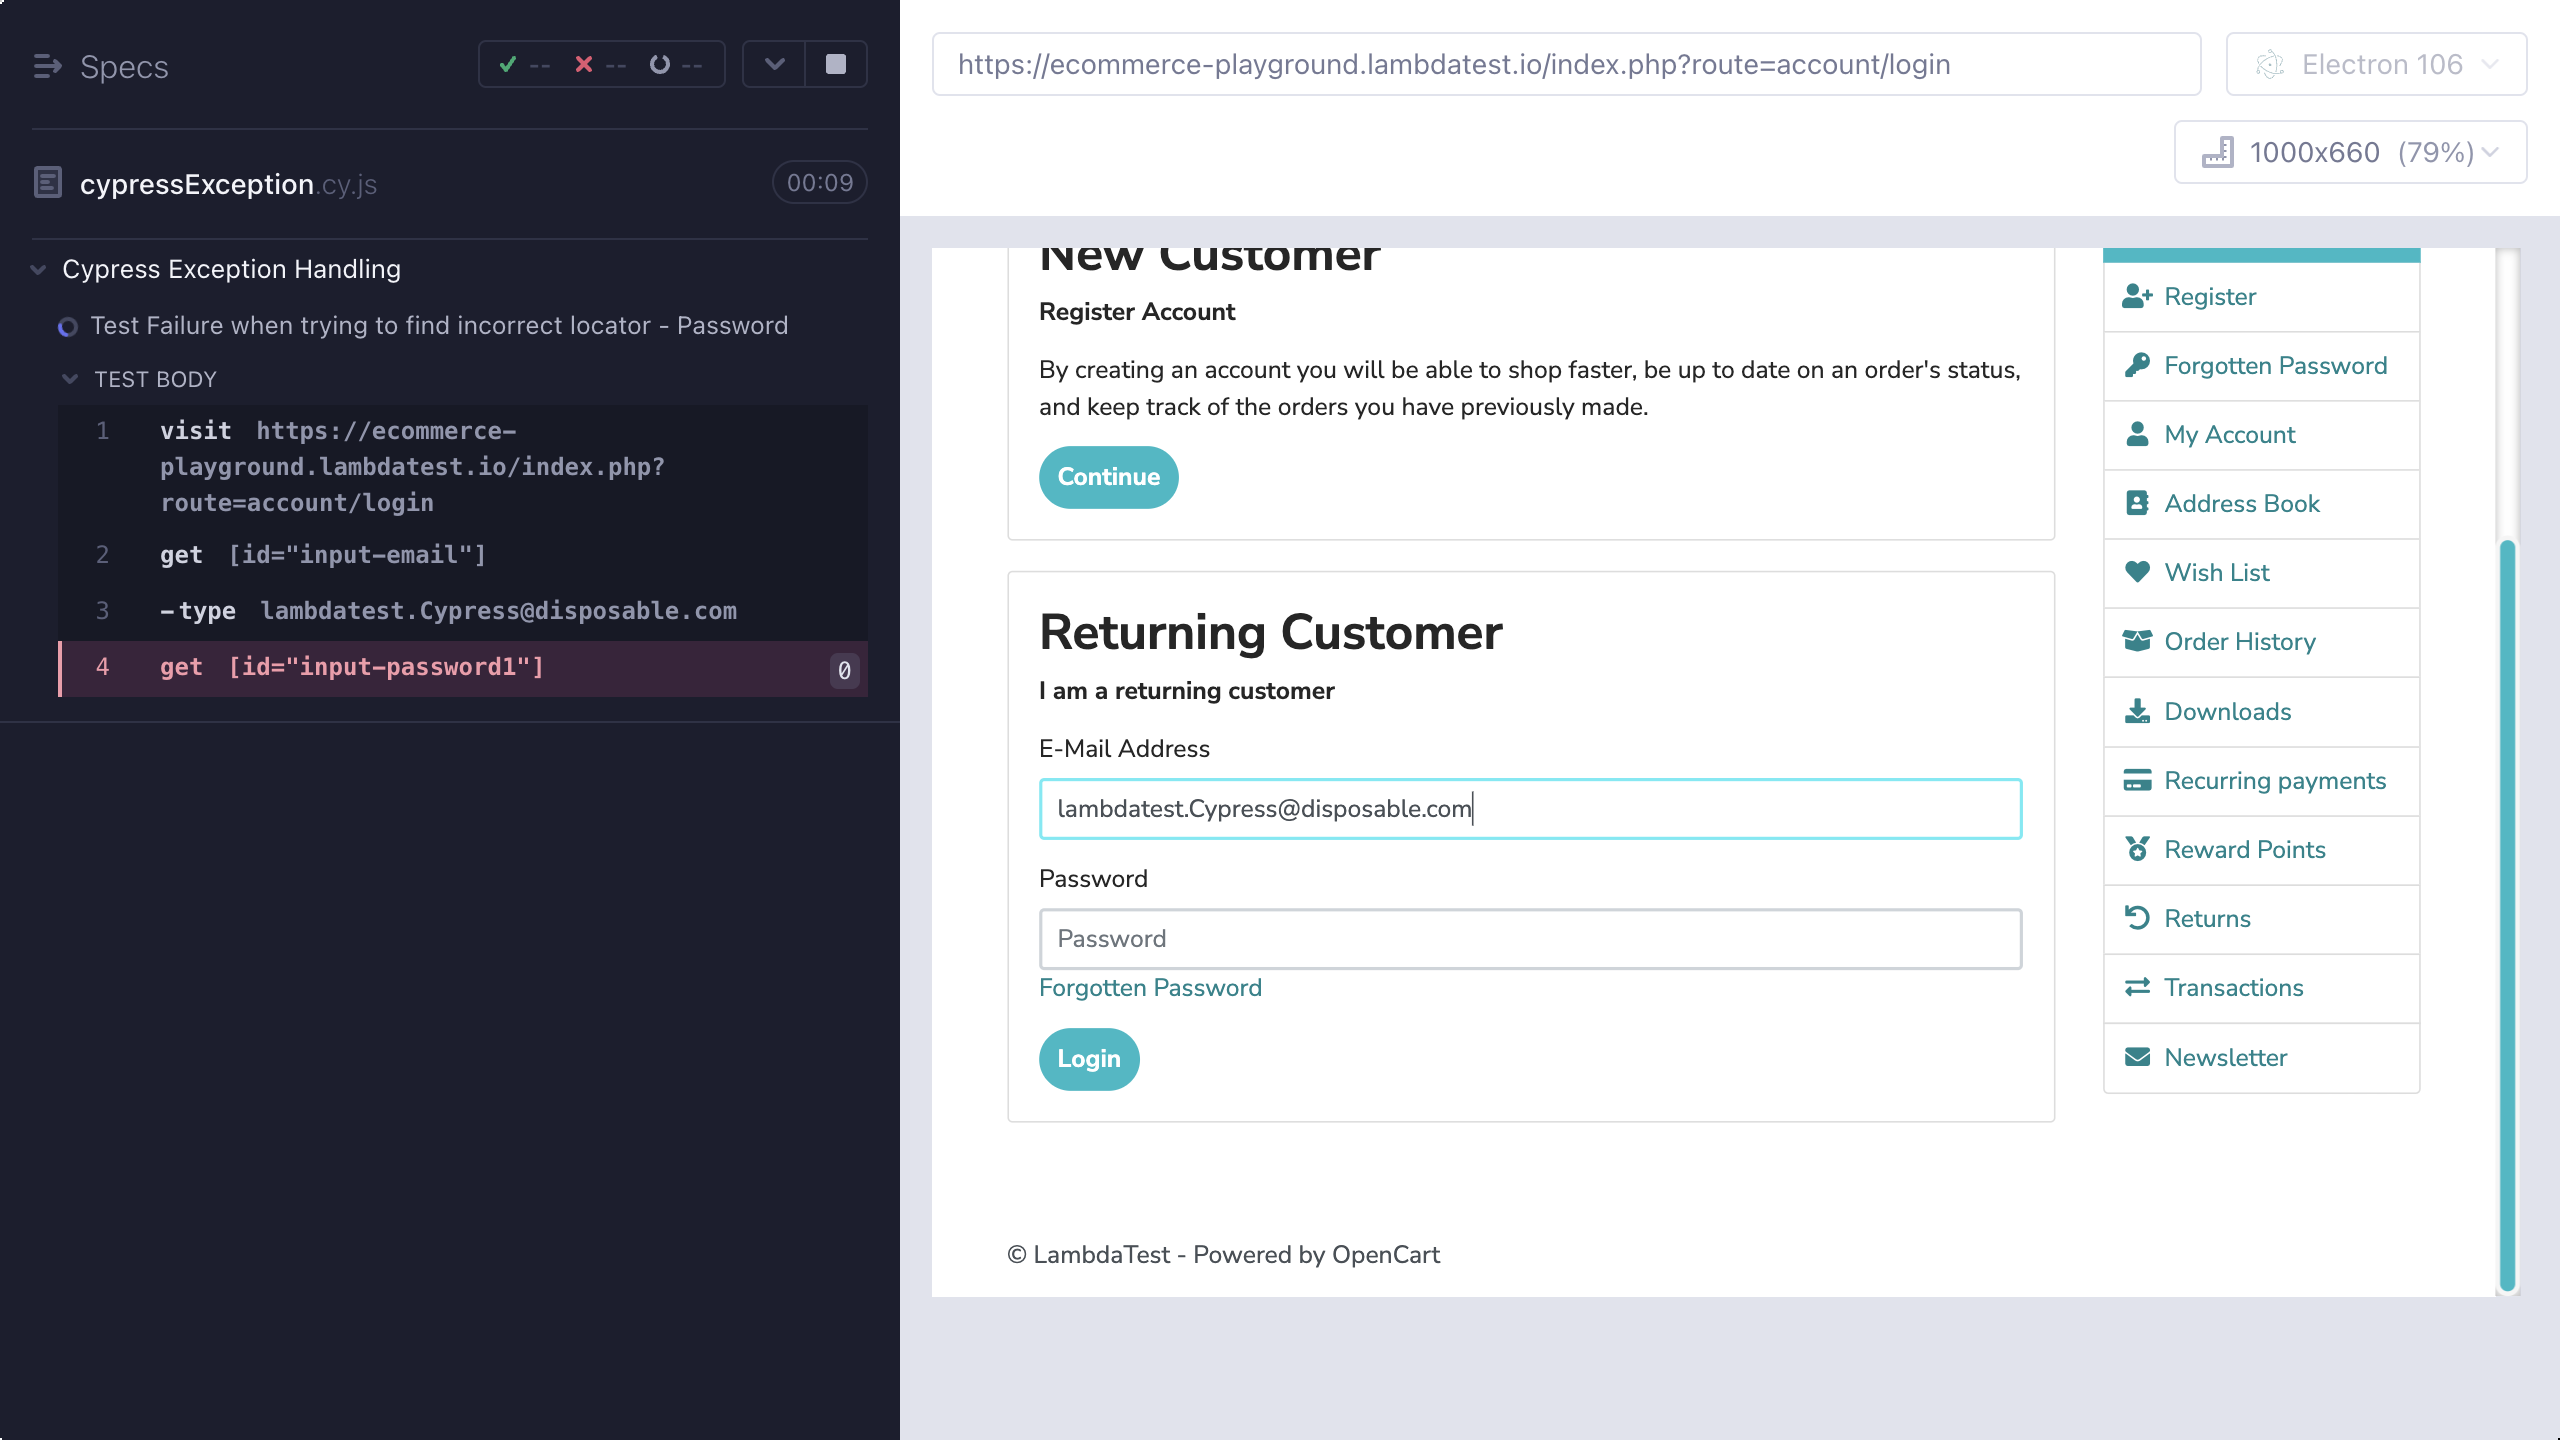 Specs
-- -- --
cypressException.cy.js
00:09
Cypress Exception Handling
Test Failure when trying to find incorrect locator - Password
TEST BODY
1 visit https://ecommerce-
playground.lambdatest.io/index.php?
route=account/login
2 get [id="input-email"]
3 -type lambdatest.Cypress@disposable.com
4 get [id="input-password1"] 0
https://ecommerce-playground.lambdatest.io/index.php?route=account/login
Electron 106
1000x660 (79%)
New Customer
Register Account
By creating an account you will be able to shop faster, be up to date on an order's status,
and keep track of the orders you have previously made.
Continue
Returning Customer
I am a returning customer
E-Mail Address
lambdatest.Cypress@disposable.com
Password
Password
Forgotten Password
Login
Register
Forgotten Password
My Account
Address Book
Wish List
Order History
Downloads
Recurring payments
Reward Points
Returns
Transactions
Newsletter
© LambdaTest - Powered by OpenCart